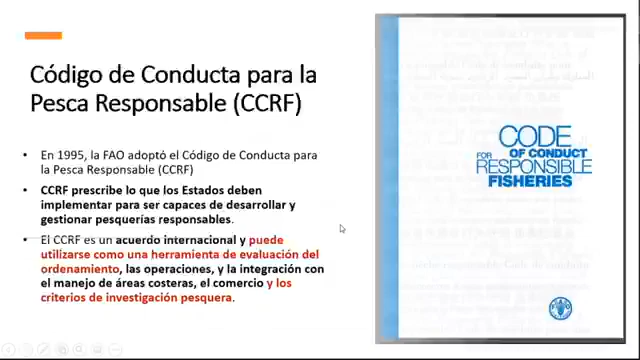 Código de Conducta para la
Pesca Responsable (CCRF)
• En 1995, la FAO adoptó el Código de Conducta para
la Pesca Responsable (CCRF)
• CCRF prescribe lo que los Estados deben
implementar para ser capaces de desarrollar y
gestionar pesquerías responsables.
• El CCRF es un acuerdo internacional y puede
utilizarse como una herramienta de evaluación del
ordenamiento, las operaciones, y la integración con
el manejo de áreas costeras, el comercio y los
criterios de investigación pesquera.
CODE
OF CONDUCT
FOR RESPONSIBLE
FISHERIES